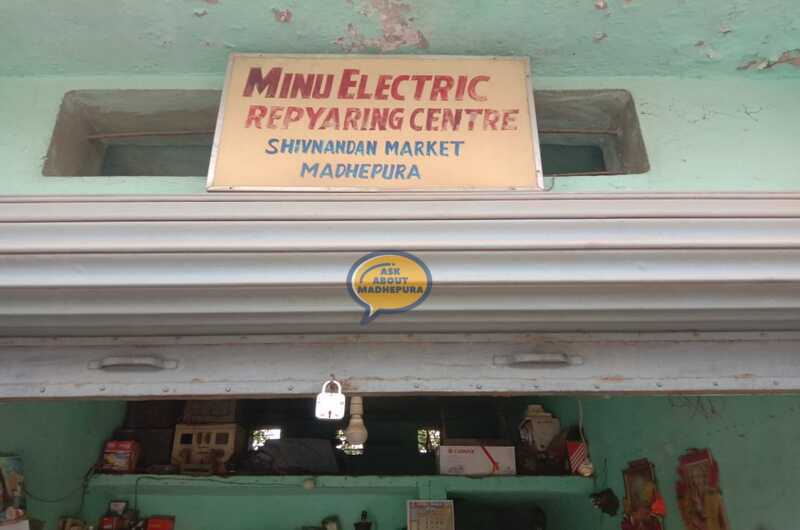 MINU ELECTRIC
REPYARING CENTRE
SHIVNANDAN MARKET
MADHEPURA
ASK
ABOUT
MADHEPURA